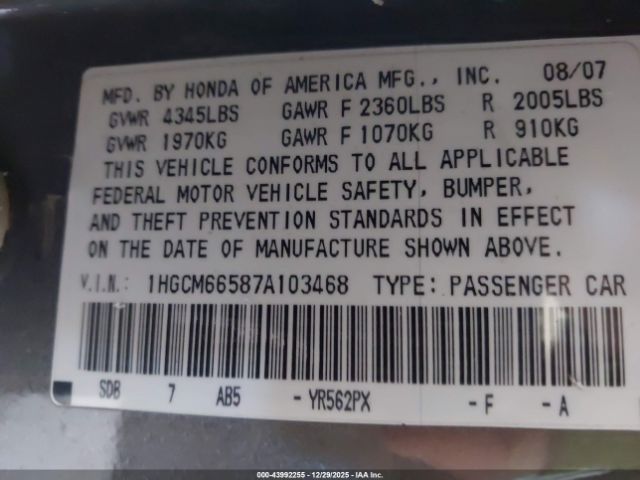 MFD. BY HONDA OF AMERICA MFG., INC. 08/07
GVWR 4345LBS GAWR F 2360LBS R 2005LBS
GVWR 1970KG GAWR F 1070KG R 910KG
THIS VEHICLE CONFORMS TO ALL APPLICABLE
FEDERAL MOTOR VEHICLE SAFETY, BUMPER,
AND THEFT PREVENTION STANDARDS IN EFFECT
ON THE DATE OF MANUFACTURE SHOWN ABOVE.
V.I.N.: 1HGCM66587A103468 TYPE: PASSENGER CAR
SDB 7 AB5 - YR562PX - F - A
000-43992255 • 12/29/2025 • IAA Inc.